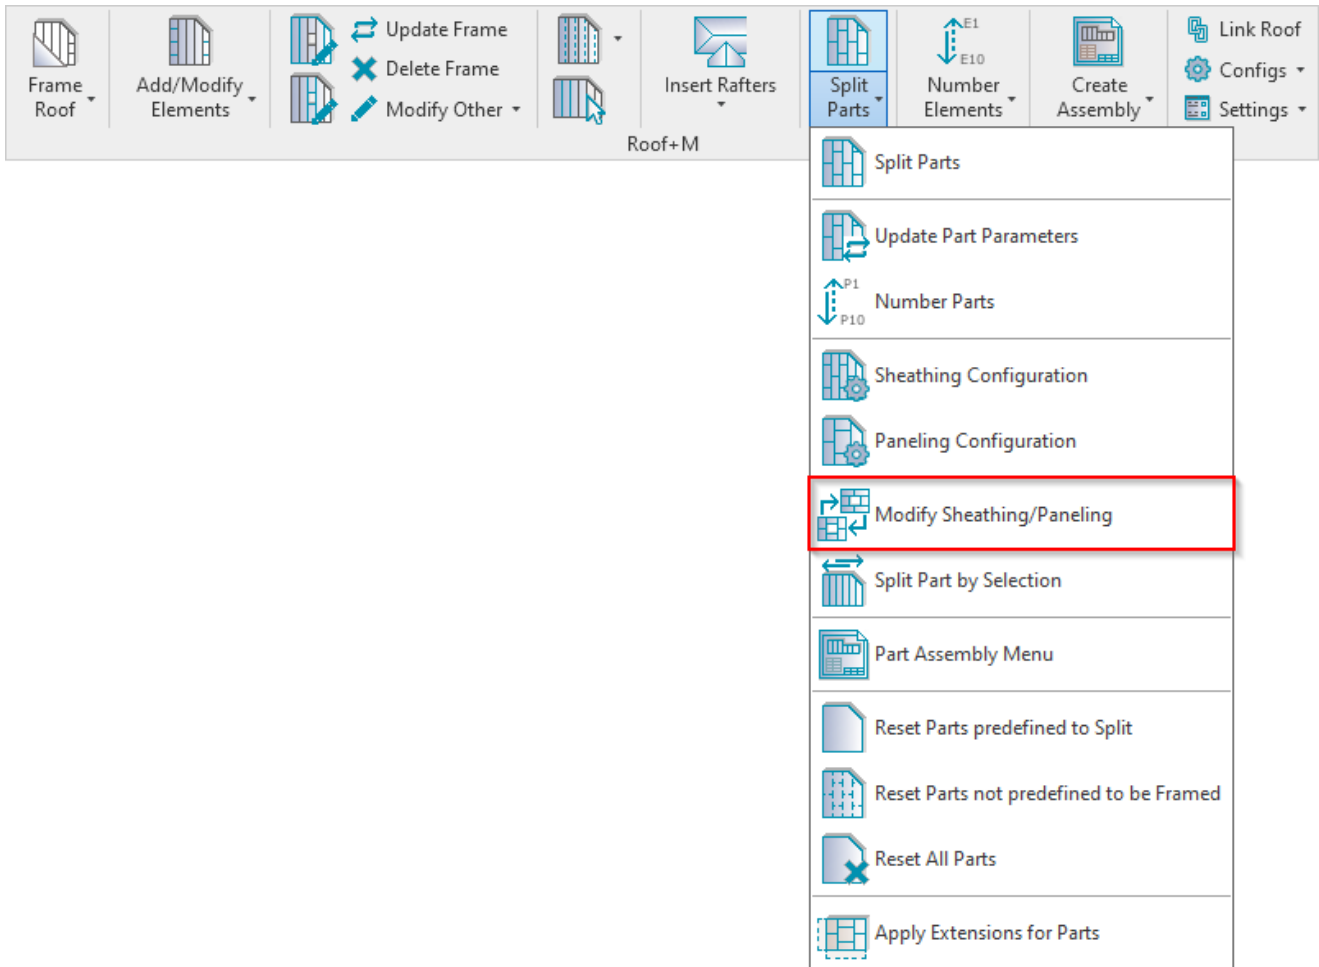 Frame
Roof
Add/Modify
Elements
Update Frame
Delete Frame
Modify Other
Insert Rafters
Split
Parts
E1
E10
Number
Elements
Create
Assembly
Link Roof
Configs
Settings
Roof+M
Split Parts
Update Part Parameters
P1
P10
Number Parts
Sheathing Configuration
Paneling Configuration
Modify Sheathing/Paneling
Split Part by Selection
Part Assembly Menu
Reset Parts predefined to Split
Reset Parts not predefined to be Framed
Reset All Parts
Apply Extensions for Parts